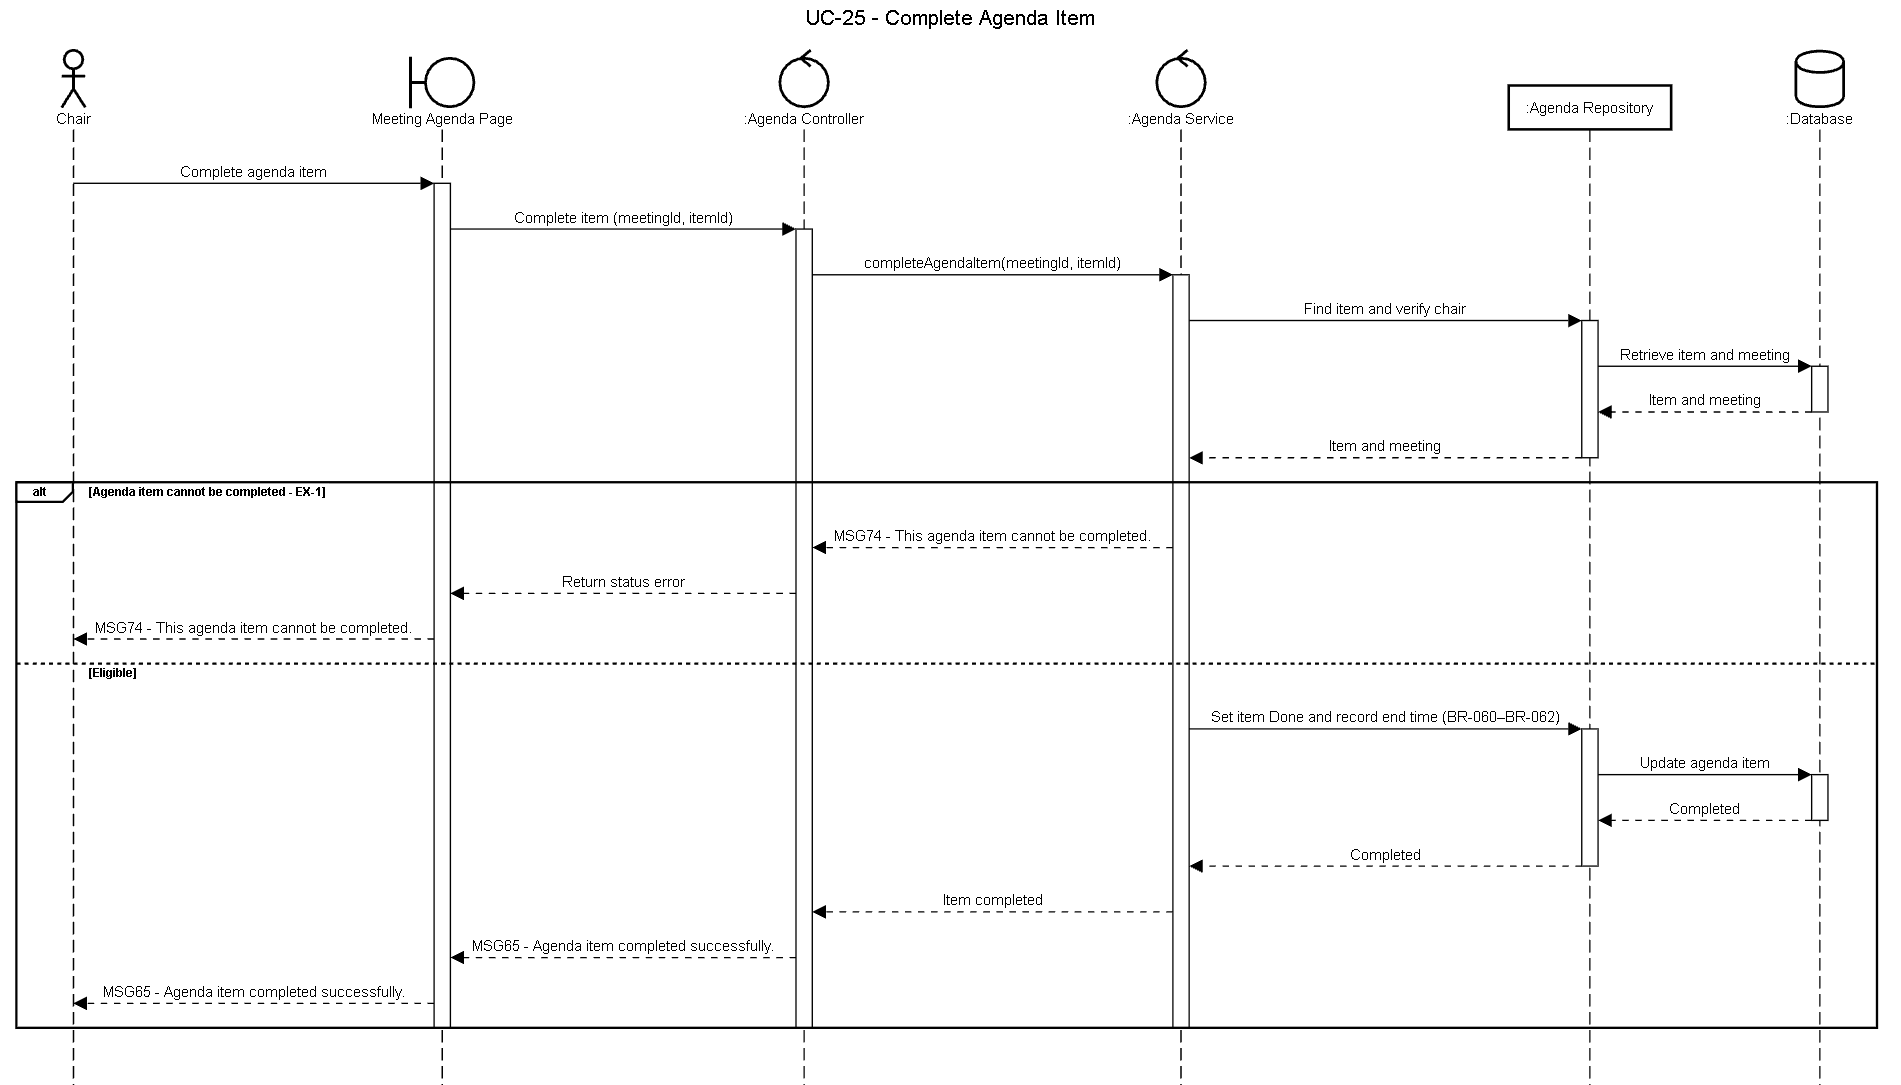 UC-25 - Complete Agenda Item
Chair
Meeting Agenda Page
:Agenda Controller
:Agenda Service
:Agenda Repository
:Database
Complete agenda item
Complete item (meetingId, itemId)
completeAgendaItem(meetingId, itemId)
Find item and verify chair
Retrieve item and meeting
Item and meeting
Item and meeting
alt
[Agenda item cannot be completed - EX-1]
MSG74 - This agenda item cannot be completed.
Return status error
MSG74 - This agenda item cannot be completed.
[Eligible]
Set item Done and record end time (BR-060–BR-062)
Update agenda item
Completed
Completed
Item completed
MSG65 - Agenda item completed successfully.
MSG65 - Agenda item completed successfully.